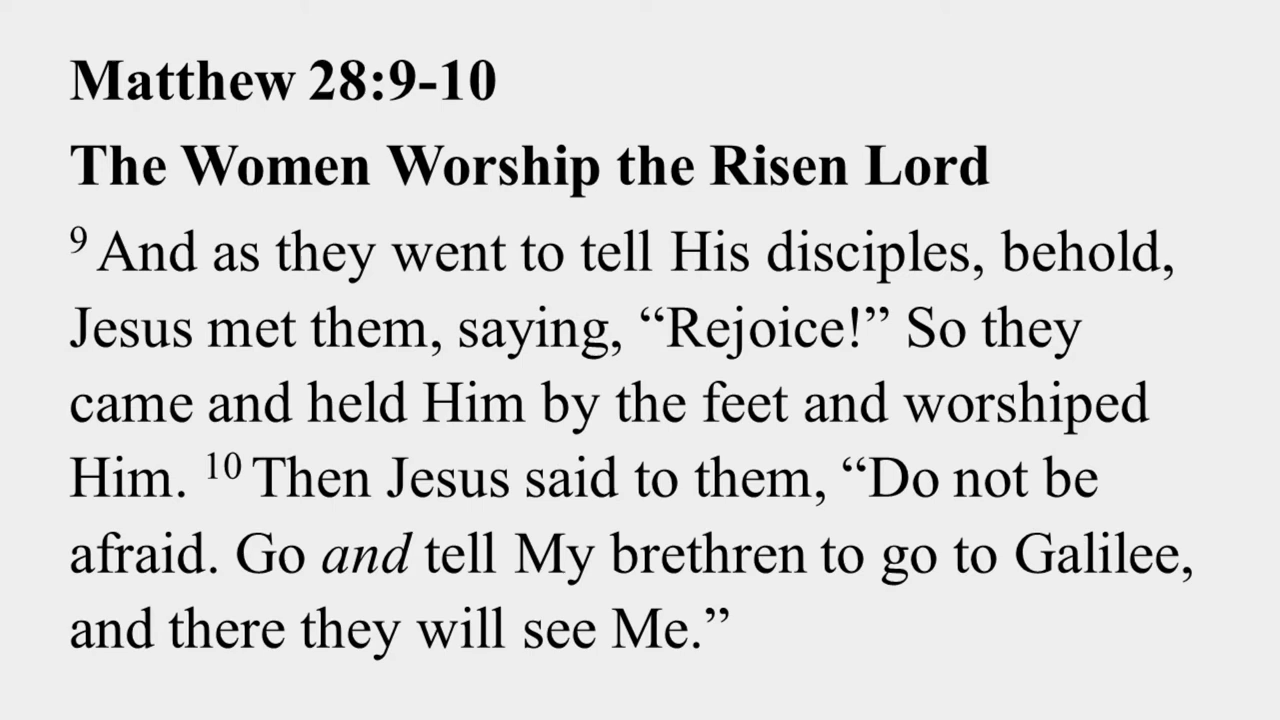 Matthew 28:9-10
The Women Worship the Risen Lord
⁹ And as they went to tell His disciples, behold,
Jesus met them, saying, “Rejoice!” So they
came and held Him by the feet and worshiped
Him. ¹⁰ Then Jesus said to them, “Do not be
afraid. Go and tell My brethren to go to Galilee,
and there they will see Me.”